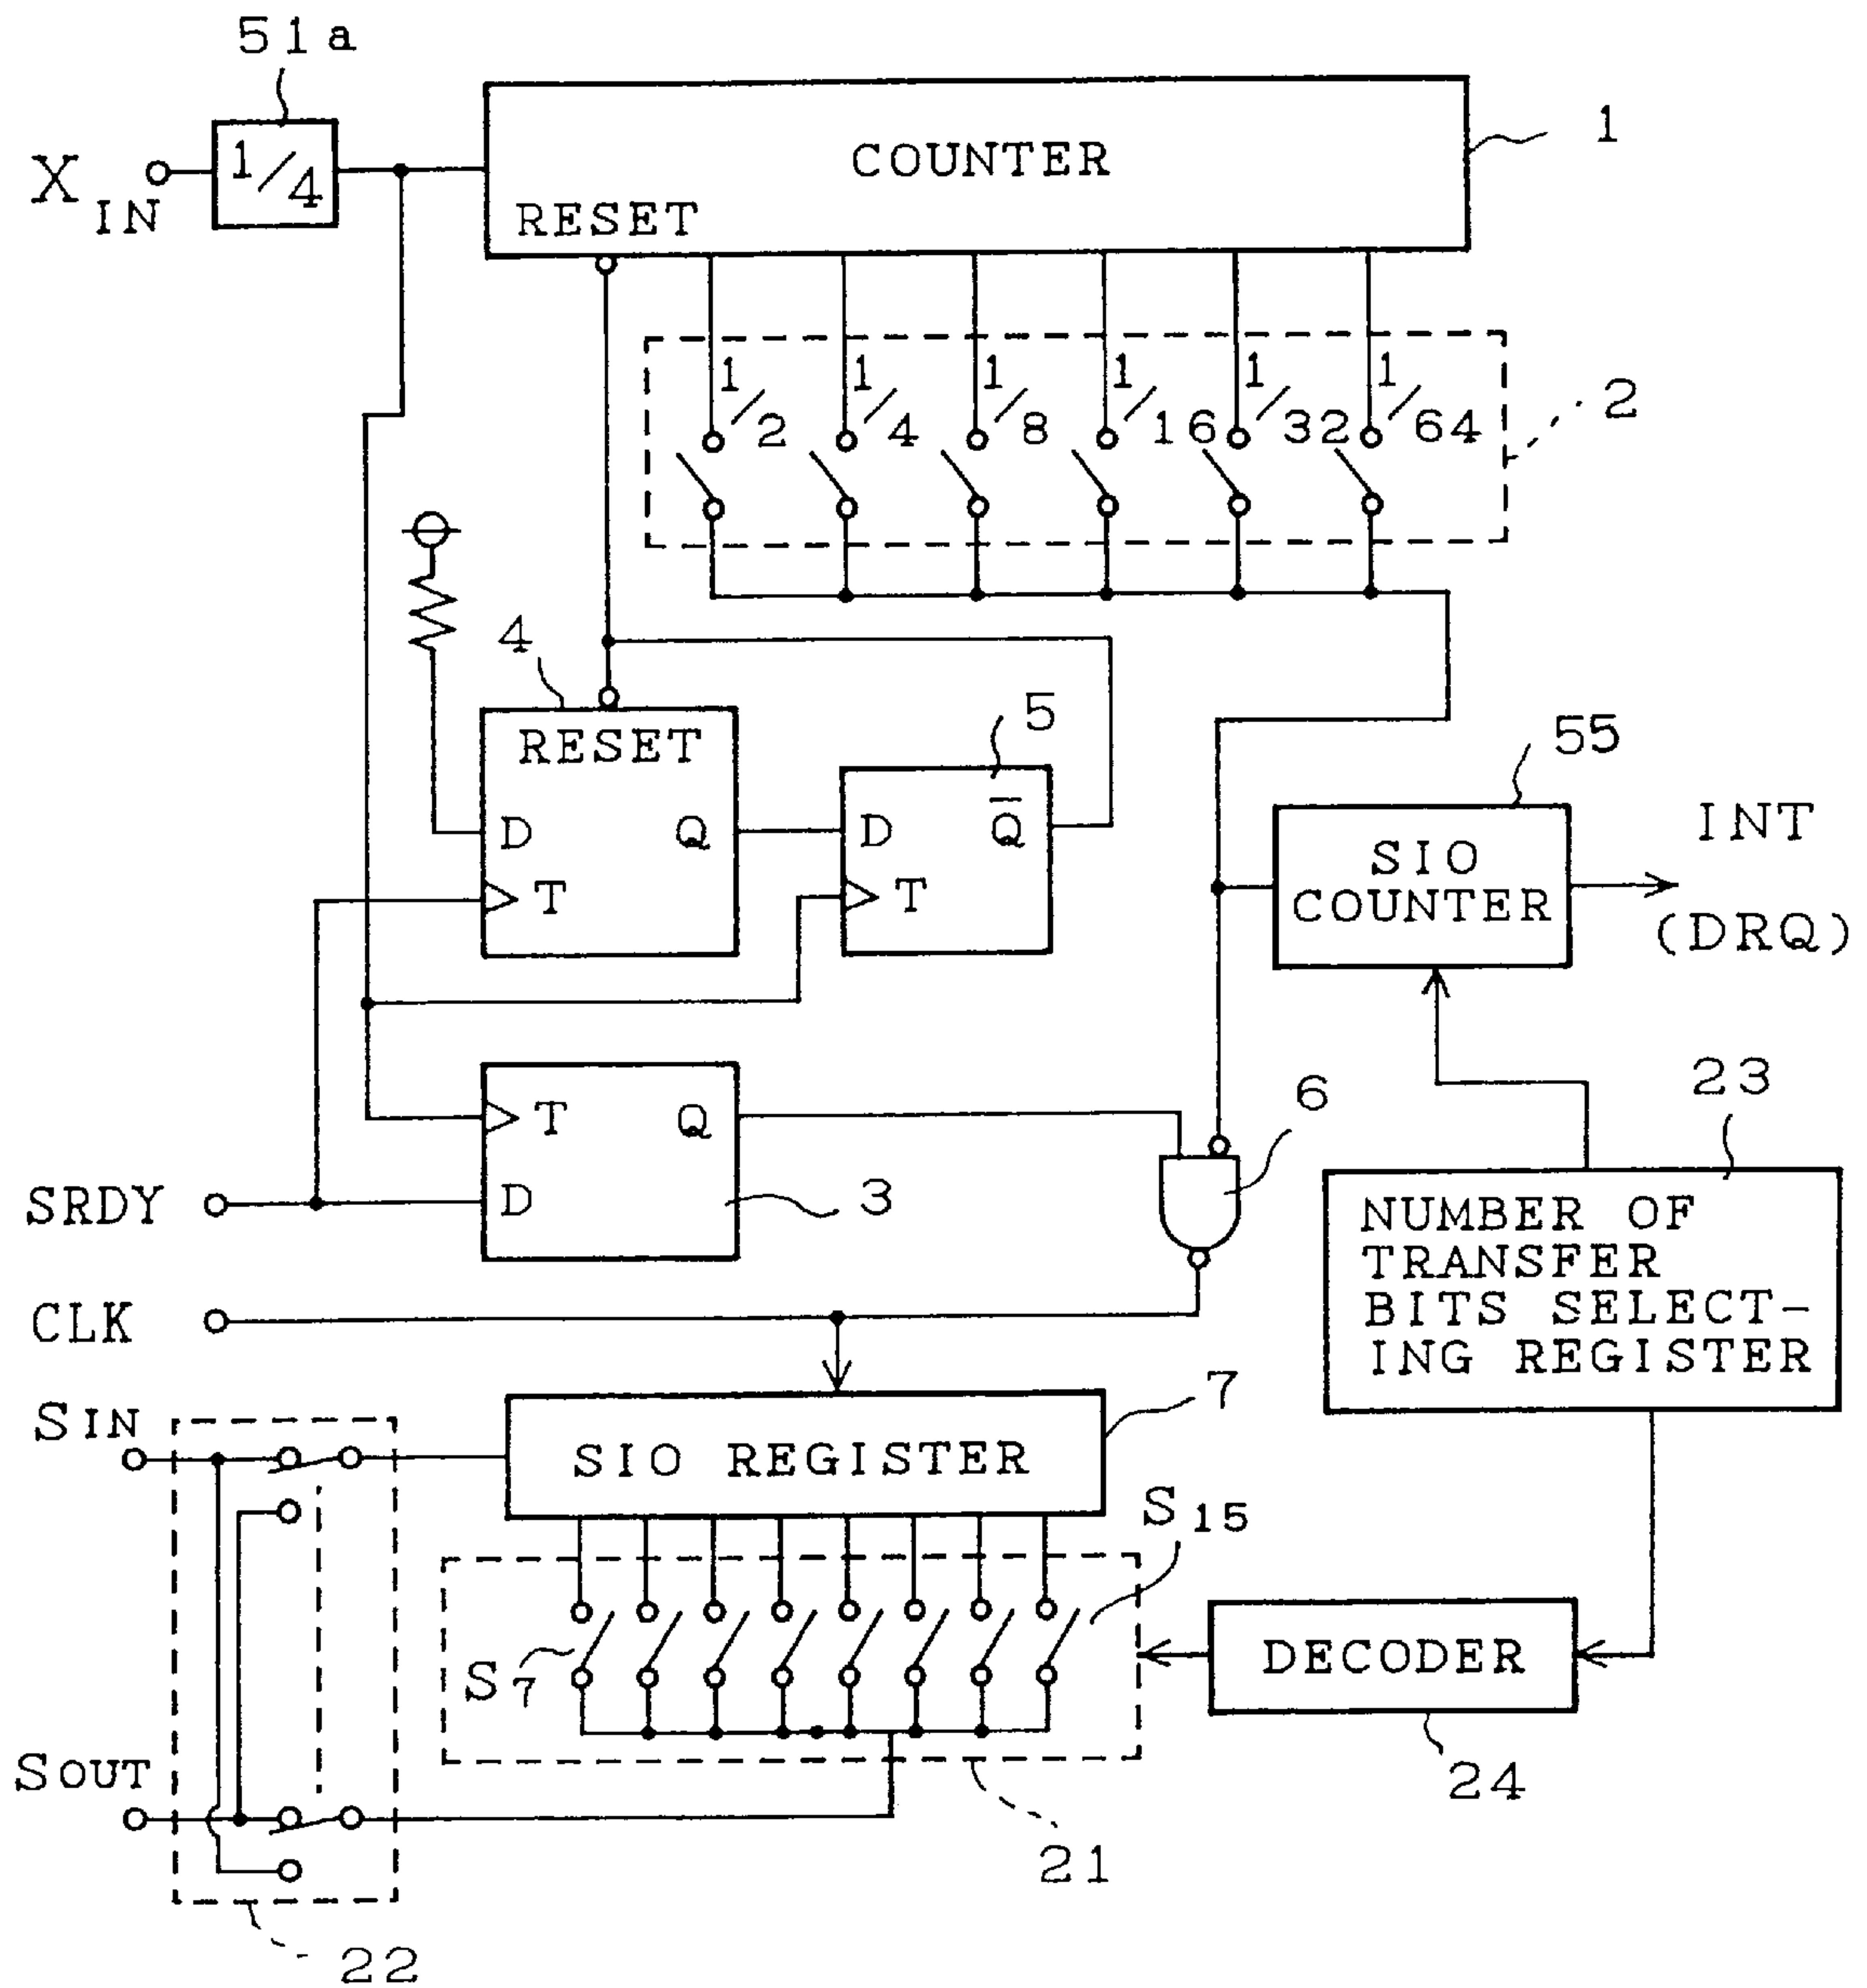 51a
1/4
X IN
COUNTER
RESET
1
1/2
1/4
1/8
1/16
1/32
1/64
2
4
RESET
D
Q
T
5
D
Q̅
T
55
SIO
COUNTER
INT
(DRQ)
T
Q
D
3
6
23
SRDY
NUMBER OF
TRANSFER
BITS SELECT-
ING REGISTER
CLK
7
SIN
SIO REGISTER
S15
S7
DECODER
24
SOUT
21
22